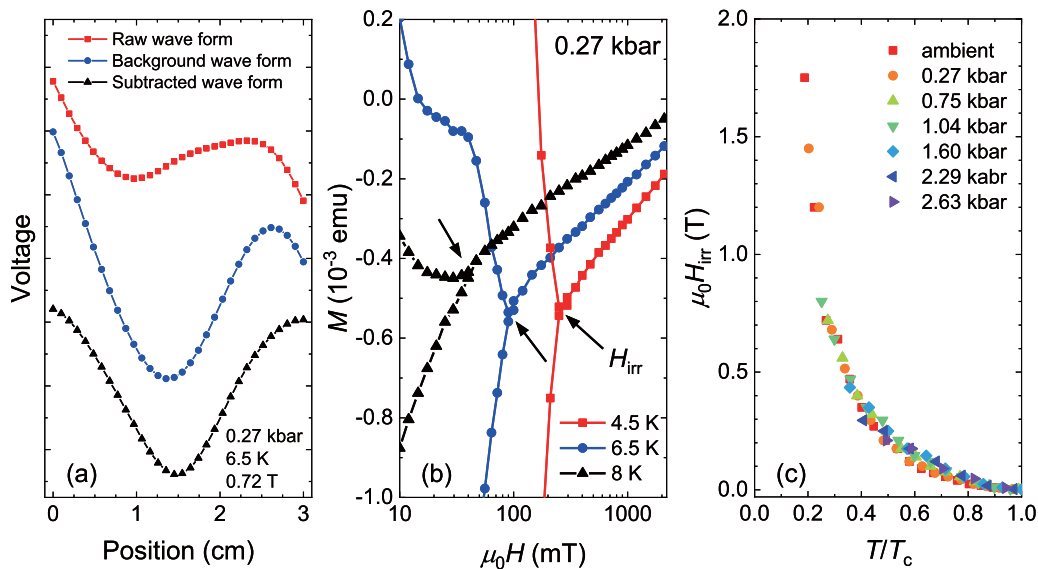 Raw wave form
Background wave form
Subtracted wave form
Voltage
(a)
0.27 kbar
6.5 K
0.72 T
0 1 2 3
Position (cm)
0.2
0.0
-0.2
-0.4
-0.6
-0.8
-1.0
M (10⁻³ emu)
0.27 kbar
Hirr
4.5 K
6.5 K
8 K
(b)
10 100 1000
μ₀H (mT)
2.0
1.5
1.0
0.5
0.0
μ₀Hirr (T)
ambient
0.27 kbar
0.75 kbar
1.04 kbar
1.60 kbar
2.29 kabr
2.63 kbar
(c)
0.0 0.2 0.4 0.6 0.8 1.0
T/Tc